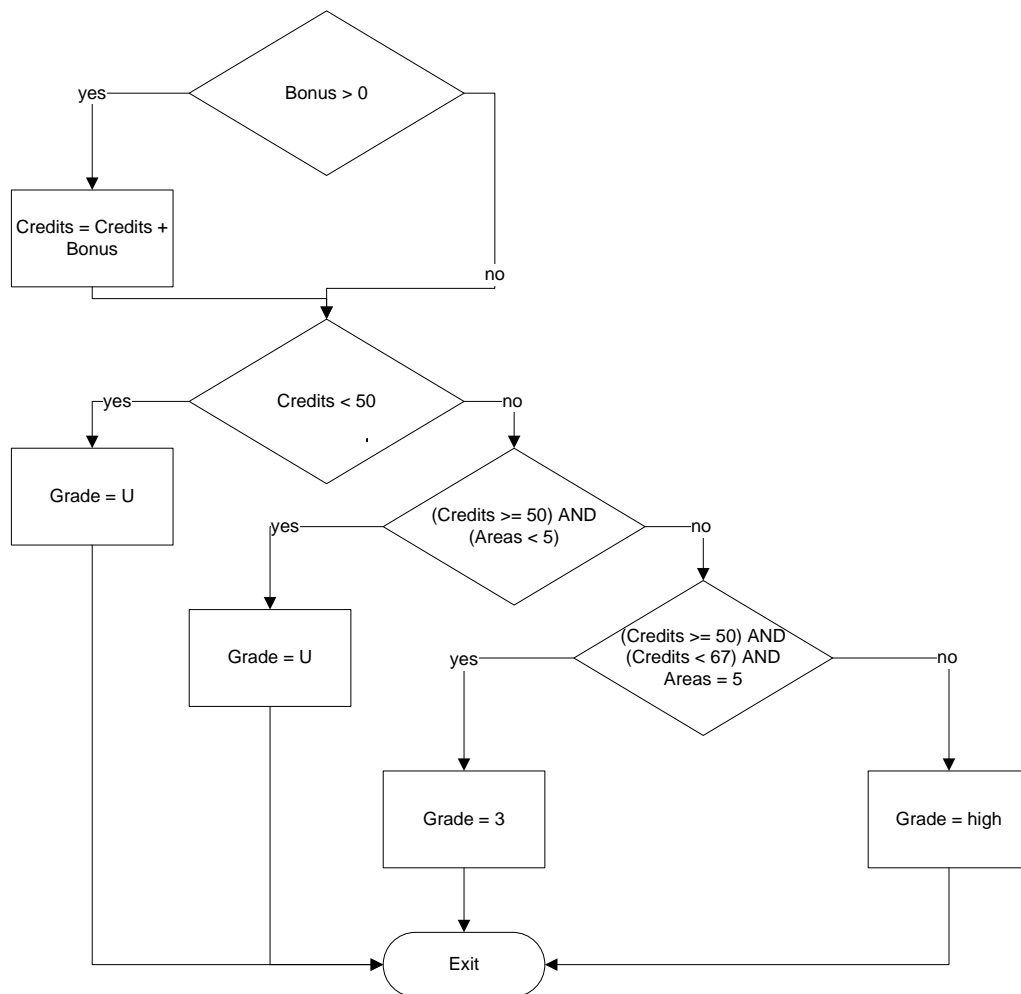 Bonus > 0
yes
Credits = Credits +
Bonus
no
Credits < 50
yes
no
Grade = U
(Credits >= 50) AND
(Areas < 5)
yes
no
Grade = U
(Credits >= 50) AND
(Credits < 67) AND
Areas = 5
yes
no
Grade = 3
Grade = high
Exit